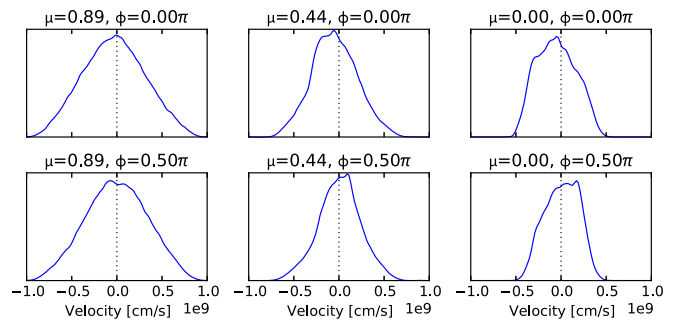 μ=0.89, ϕ=0.00π μ=0.44, ϕ=0.00π μ=0.00, ϕ=0.00π
μ=0.89, ϕ=0.50π μ=0.44, ϕ=0.50π μ=0.00, ϕ=0.50π
−1.0 −0.5 0.0 0.5 1.0 −1.0 −0.5 0.0 0.5 1.0 −1.0 −0.5 0.0 0.5 1.0
Velocity [cm/s] 1e9 Velocity [cm/s] 1e9 Velocity [cm/s] 1e9